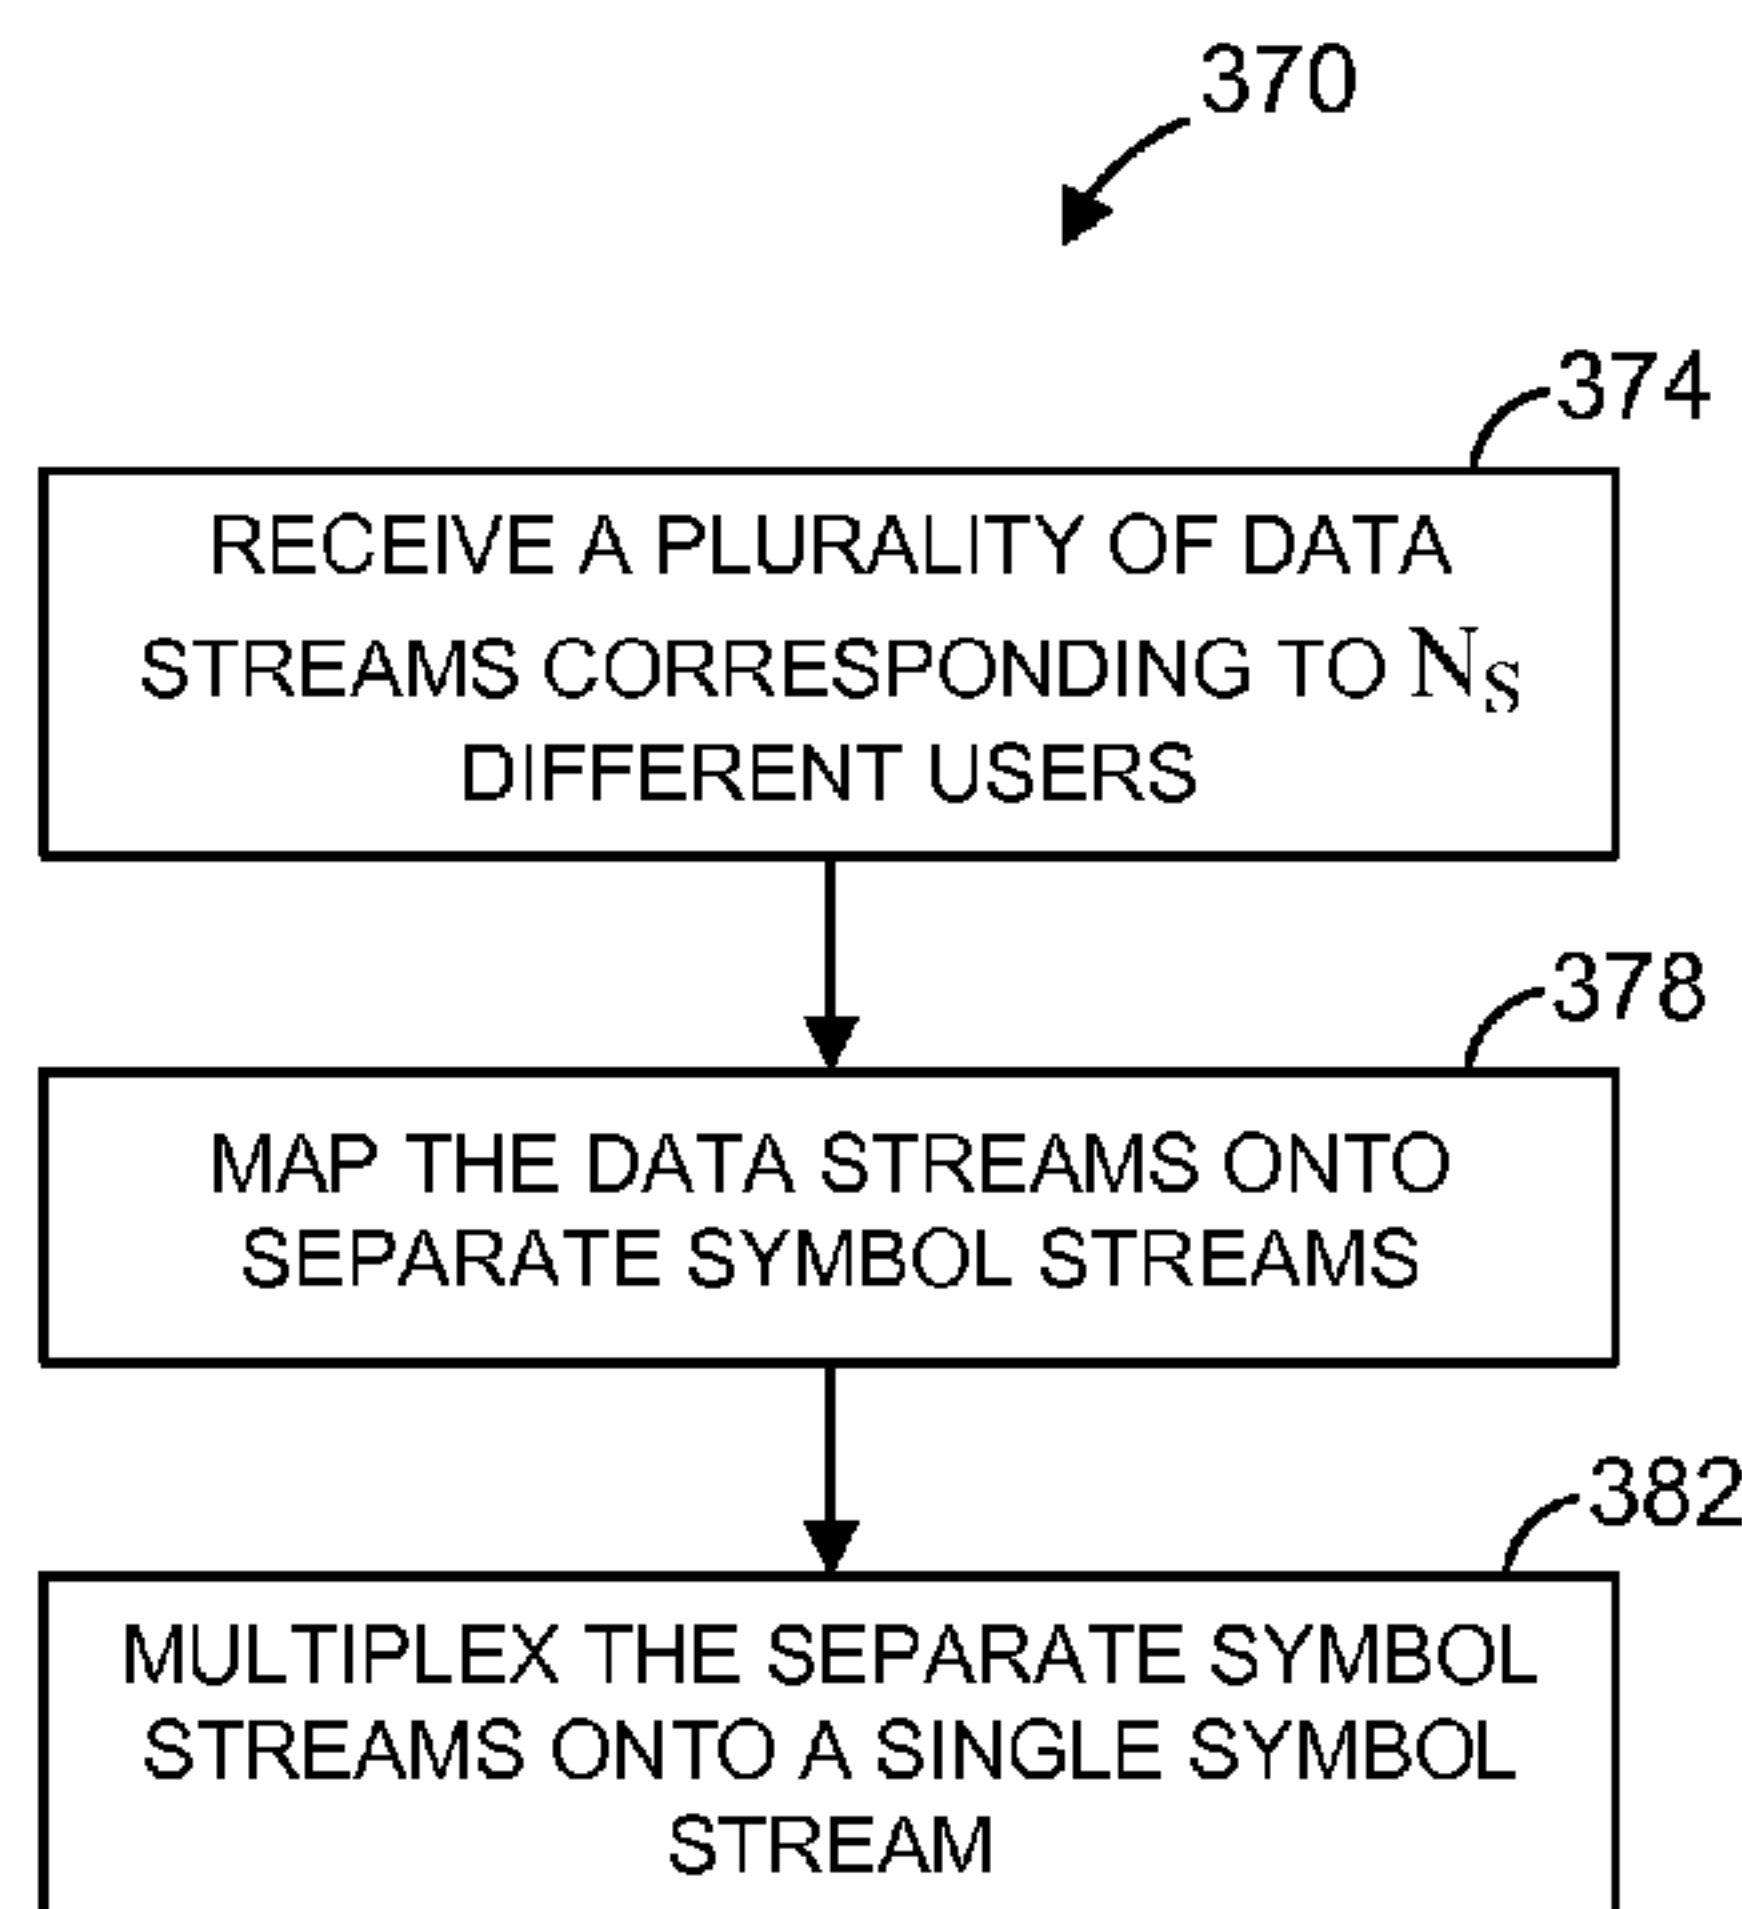 370
374
RECEIVE A PLURALITY OF DATA
STREAMS CORRESPONDING TO N_S
DIFFERENT USERS
378
MAP THE DATA STREAMS ONTO
SEPARATE SYMBOL STREAMS
382
MULTIPLEX THE SEPARATE SYMBOL
STREAMS ONTO A SINGLE SYMBOL
STREAM